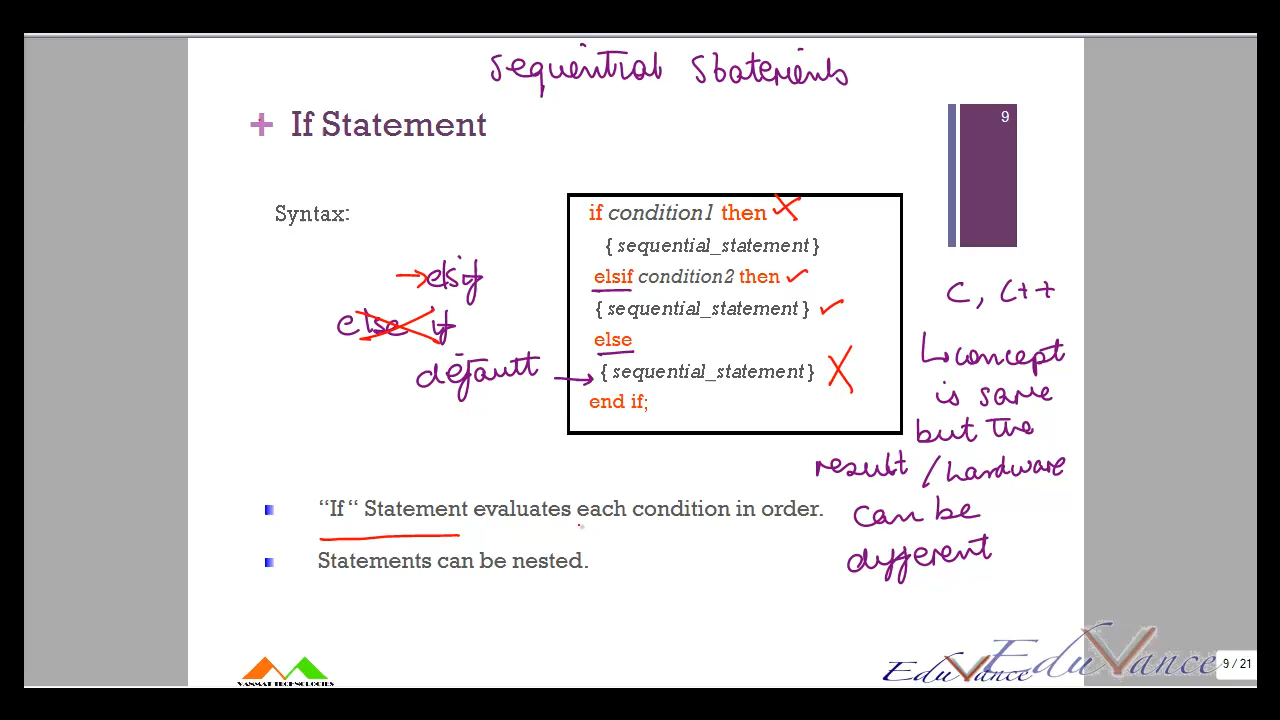 Sequential Statements
+ If Statement
9
Syntax:
if condition1 then
{ sequential_statement }
elsif condition2 then
{ sequential_statement }
else
{ sequential_statement }
end if;
→ elsif
else if
default →
C, C++
↳ concept
is same
but the
result / hardware
can be
different
“If “ Statement evaluates each condition in order.
Statements can be nested.
VASMAT TECHNOLOGIES
EduVance
EduVance
9 / 21